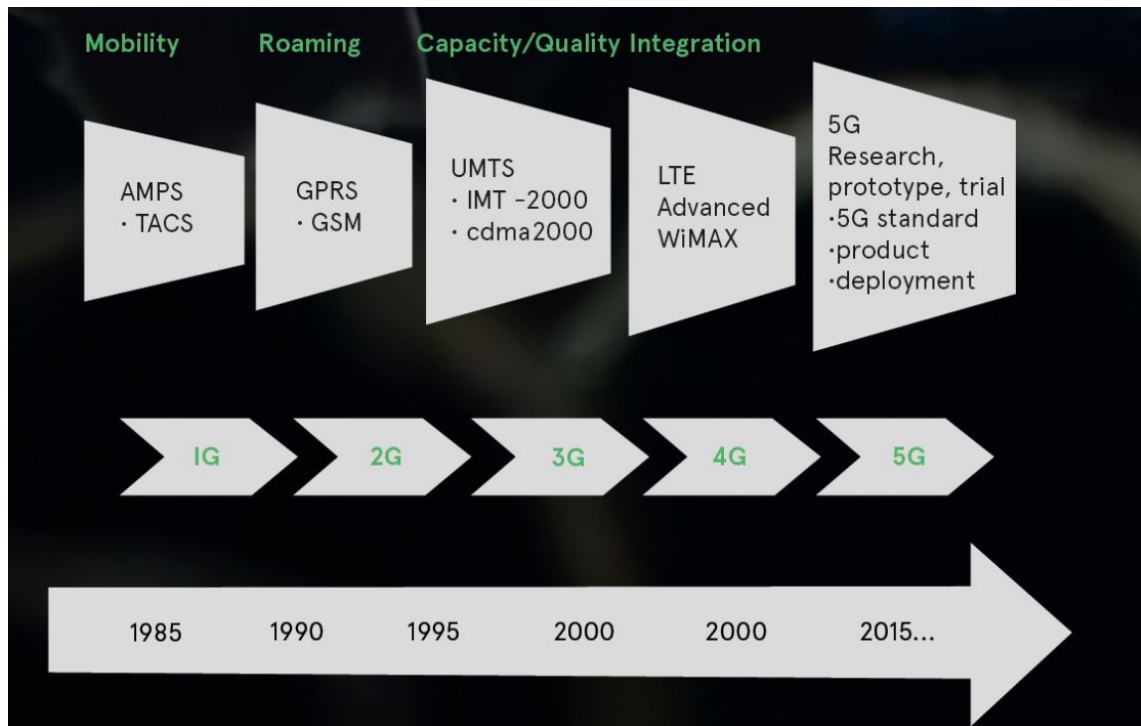 Mobility
Roaming
Capacity/Quality
Integration
AMPS
· TACS
GPRS
· GSM
UMTS
· IMT -2000
· cdma2000
LTE
Advanced
WiMAX
5G
Research,
prototype, trial
·5G standard
·product
·deployment
1G
2G
3G
4G
5G
1985
1990
1995
2000
2000
2015...